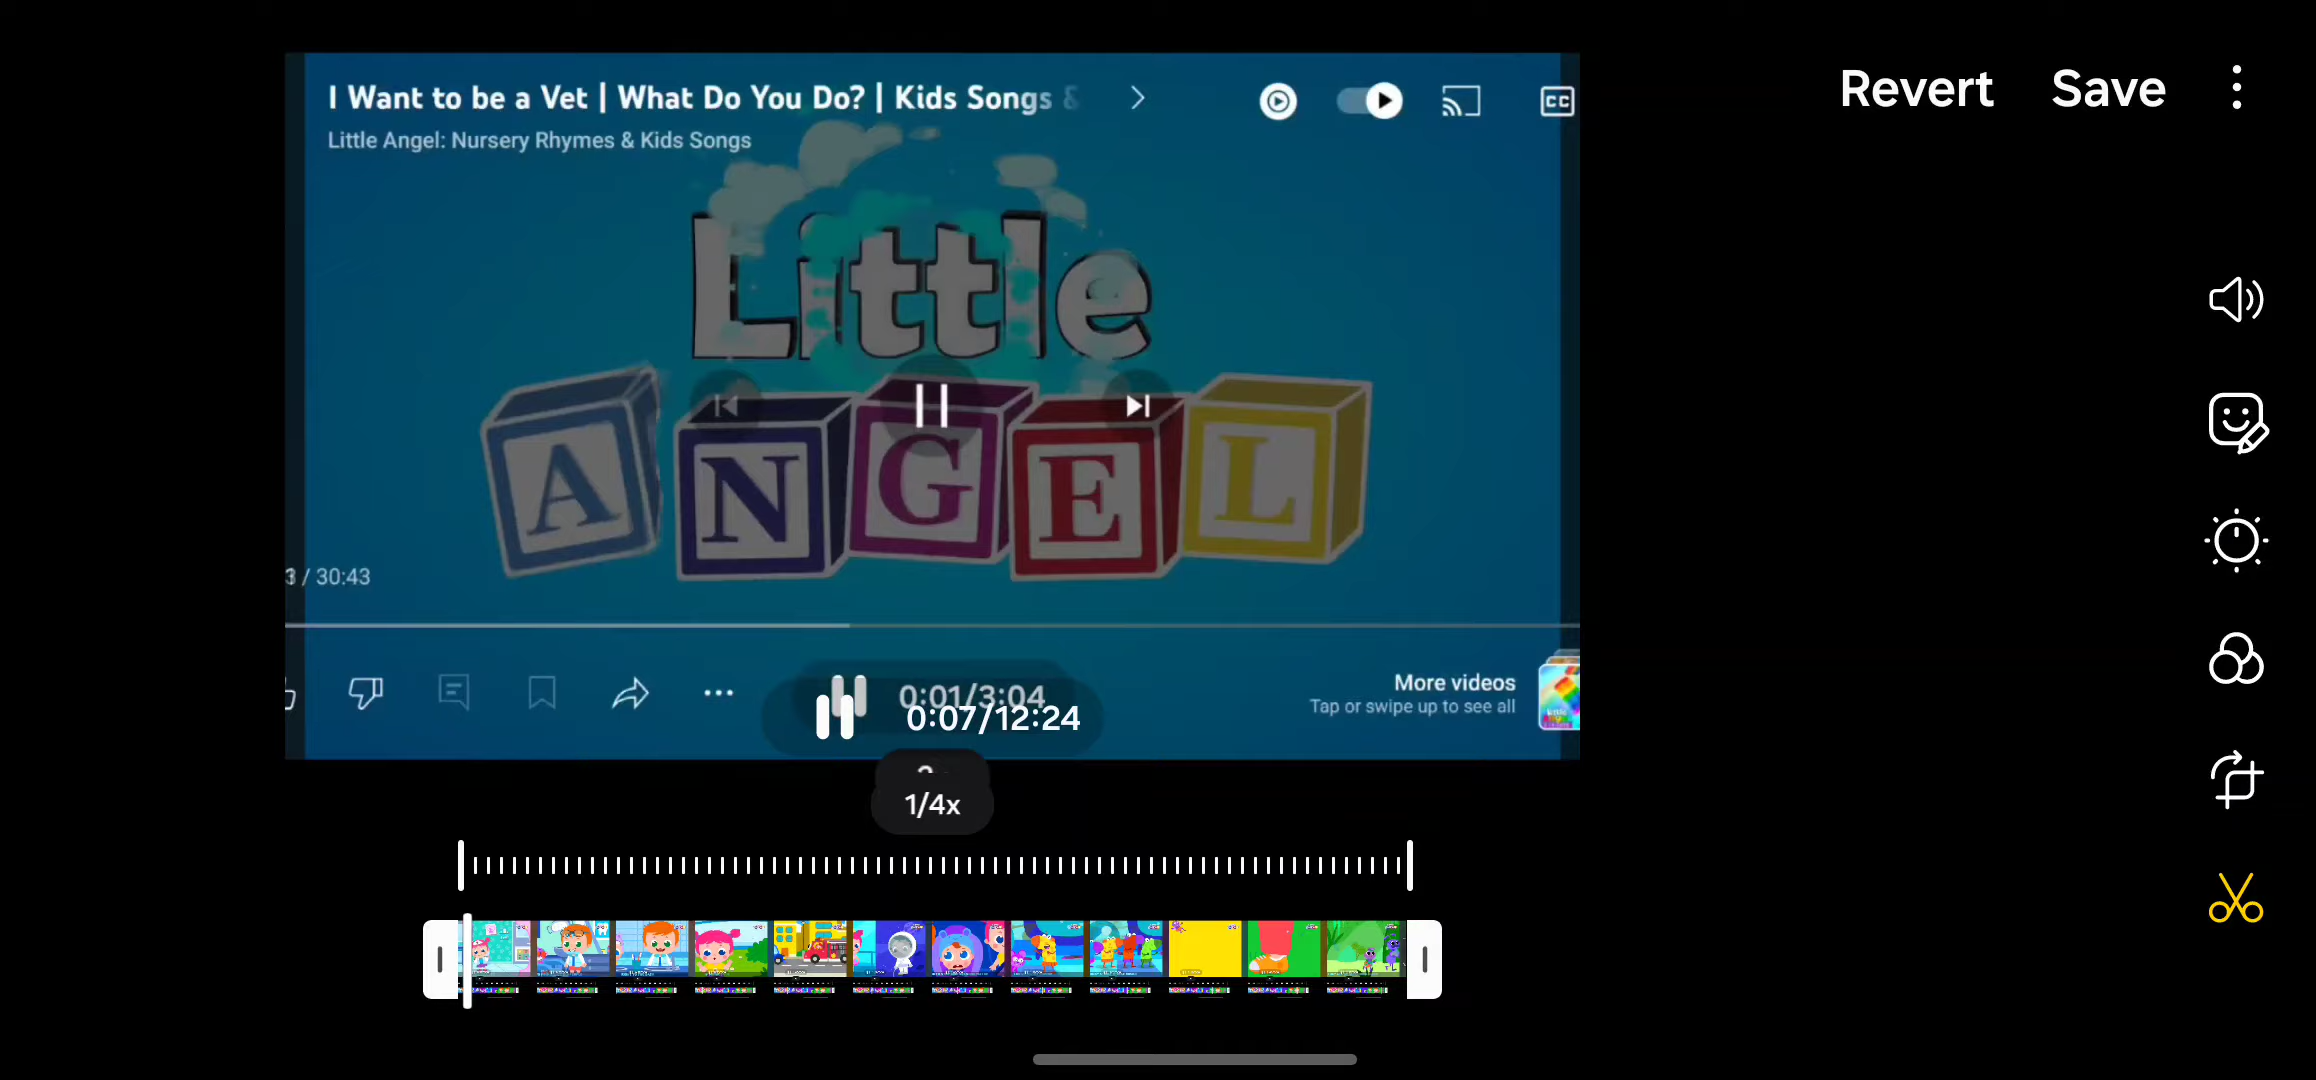 I Want to be a Vet | What Do You Do? | Kids Songs &
Little Angel: Nursery Rhymes & Kids Songs
CC
Revert
Save
Little
ANGEL
3 / 30:43
More videos
Tap or swipe up to see all
0:01/3:04
0:07/12:24
1/4x